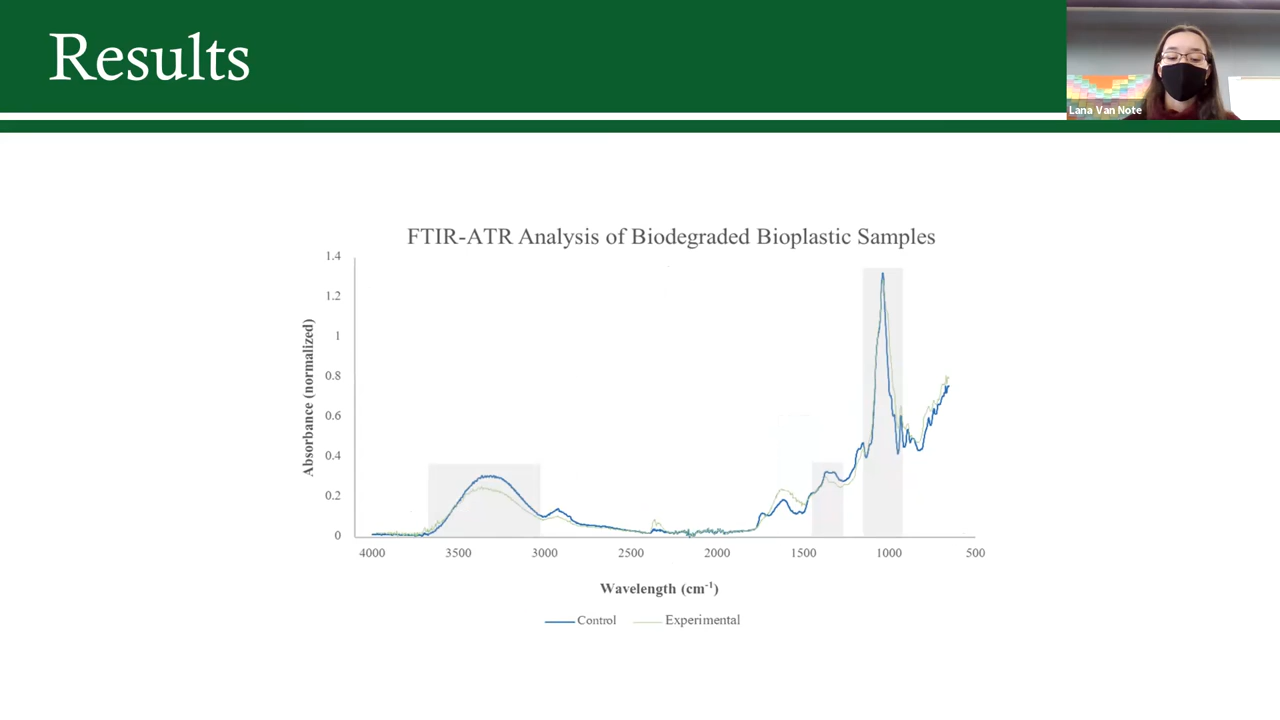 Results
Lana Van Note
FTIR-ATR Analysis of Biodegraded Bioplastic Samples
1.4
1.2
1
0.8
0.6
0.4
0.2
0
Absorbance (normalized)
4000 3500 3000 2500 2000 1500 1000 500
Wavelength (cm⁻¹)
Control Experimental